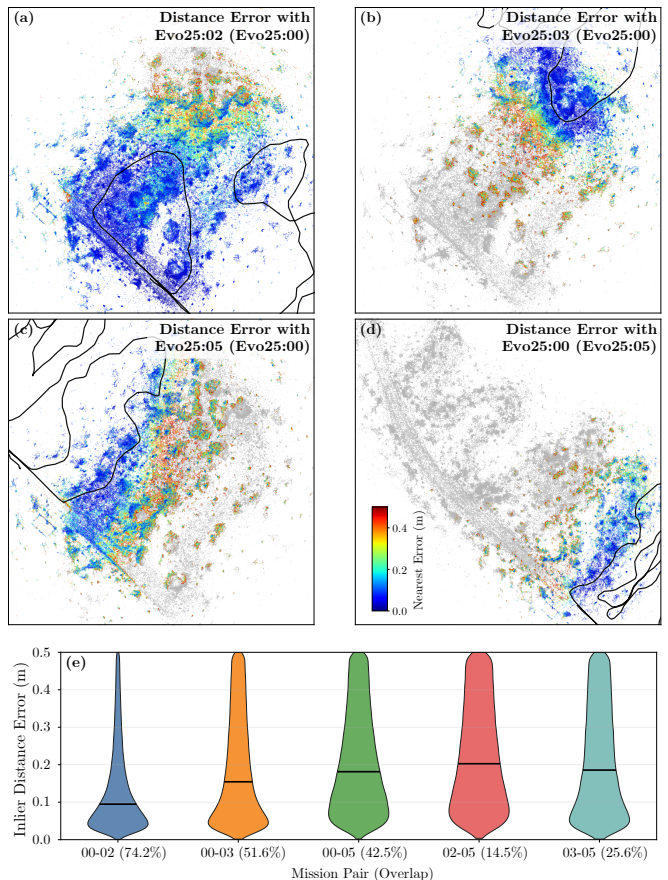 (a)
Distance Error with
Evo25:02 (Evo25:00)
(b)
Distance Error with
Evo25:03 (Evo25:00)
(c)
Distance Error with
Evo25:05 (Evo25:00)
(d)
Distance Error with
Evo25:00 (Evo25:05)
0.4
0.2
0.0
Nearest Error (m)
(e)
0.5
0.4
0.3
0.2
0.1
0.0
Inlier Distance Error (m)
00-02 (74.2%)
00-03 (51.6%)
00-05 (42.5%)
02-05 (14.5%)
03-05 (25.6%)
Mission Pair (Overlap)